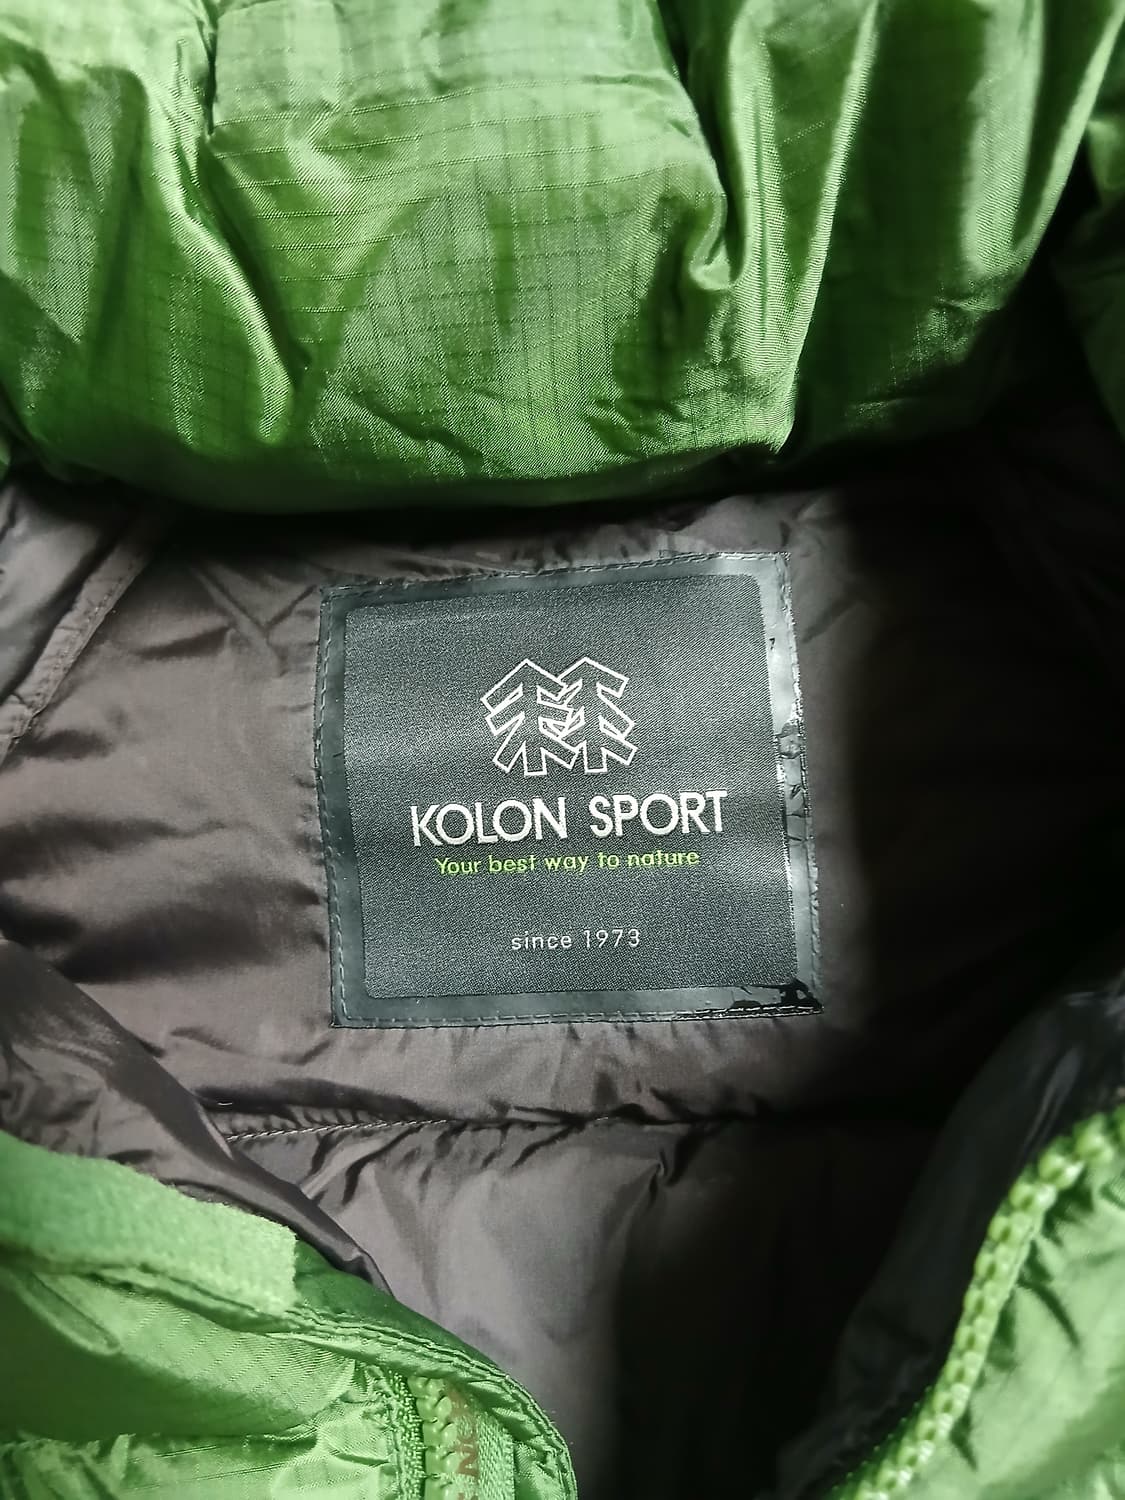 KOLON SPORT
Your best way to nature
since 1973